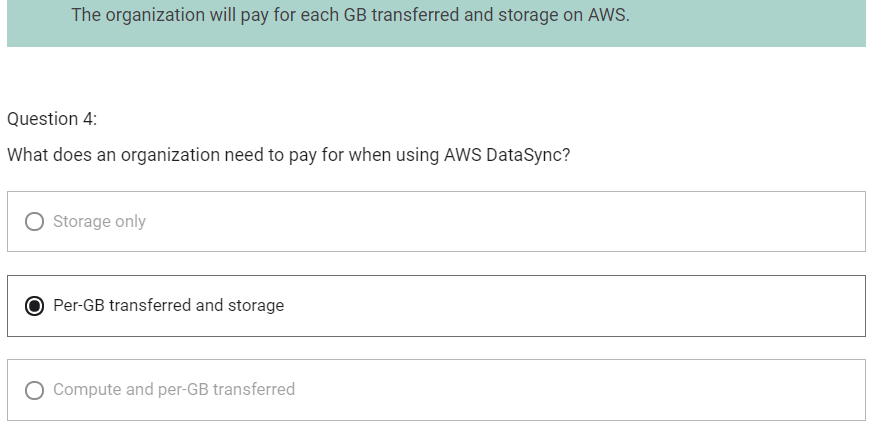 The organization will pay for each GB transferred and storage on AWS.
Question 4:
What does an organization need to pay for when using AWS DataSync?
Storage only
Per-GB transferred and storage
Compute and per-GB transferred